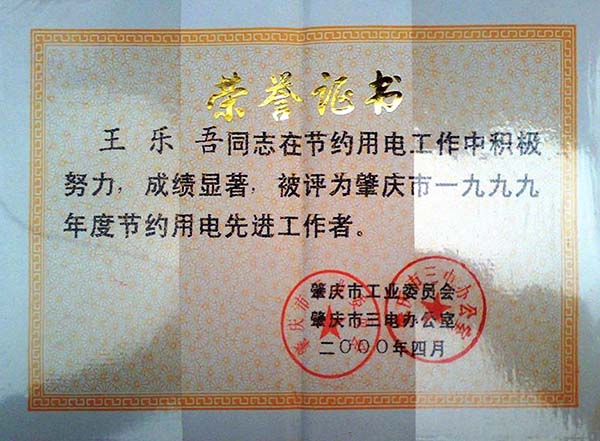 荣誉证书
王乐吾同志在节约用电工作中积极
努力，成绩显著，被评为肇庆市一九九九
年度节约用电先进工作者。
肇庆市工业委员会
肇庆市三电办公室
二〇〇〇年四月